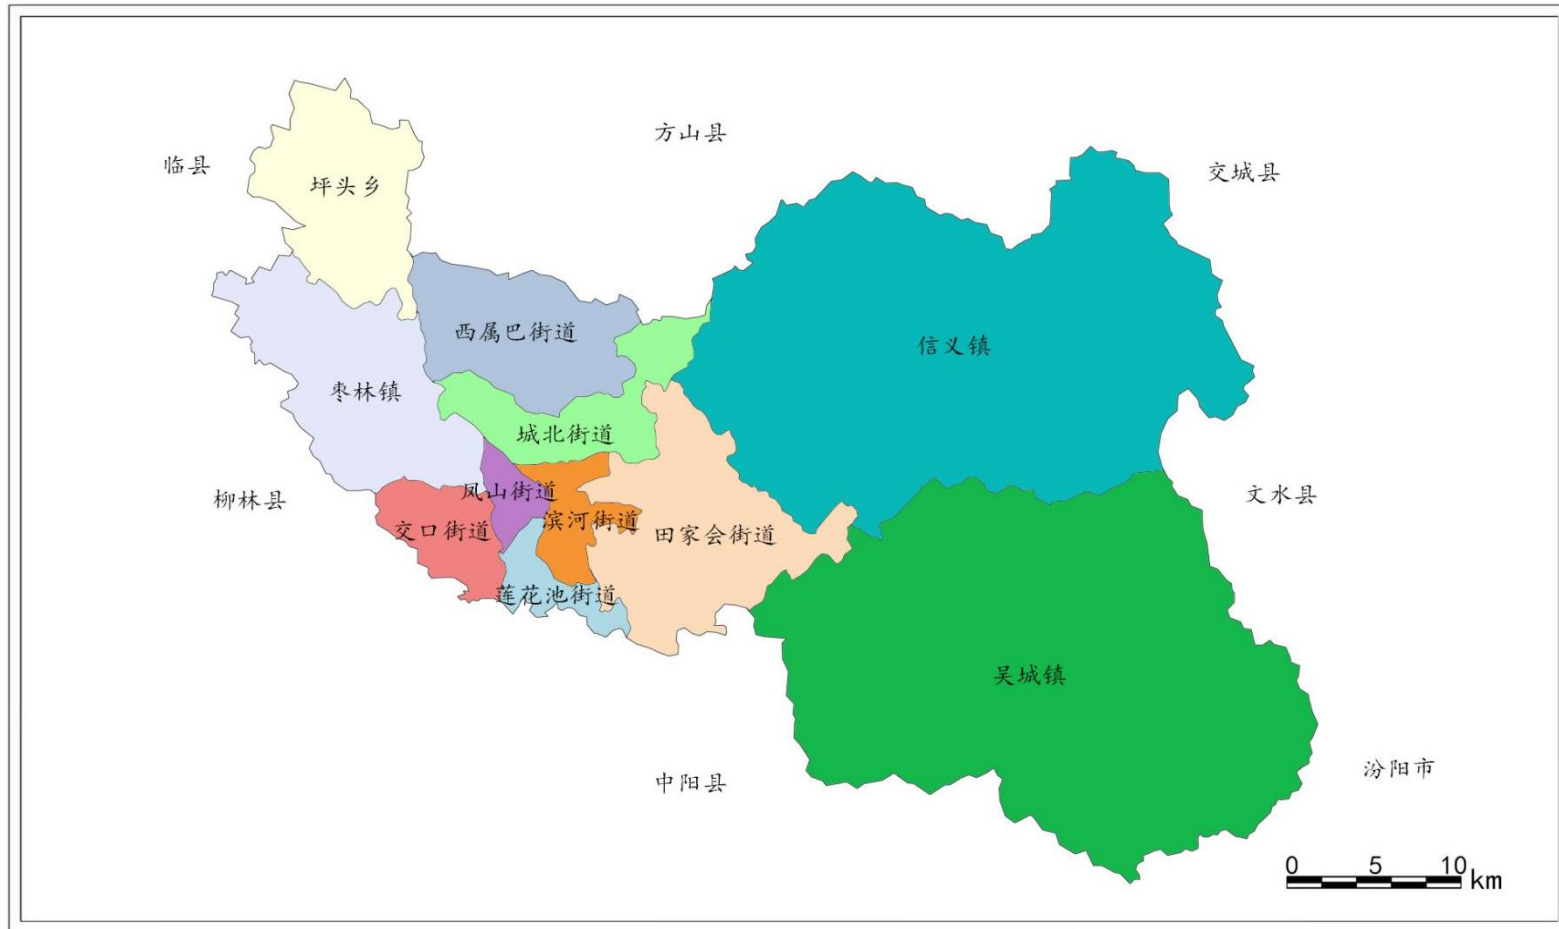 方山县
临县
交城县
坪头乡
西属巴街道
信义镇
枣林镇
城北街道
凤山街道
柳林县
文水县
滨河街道
交口街道
田家会街道
莲花池街道
吴城镇
中阳县
汾阳市
0 5 10 km